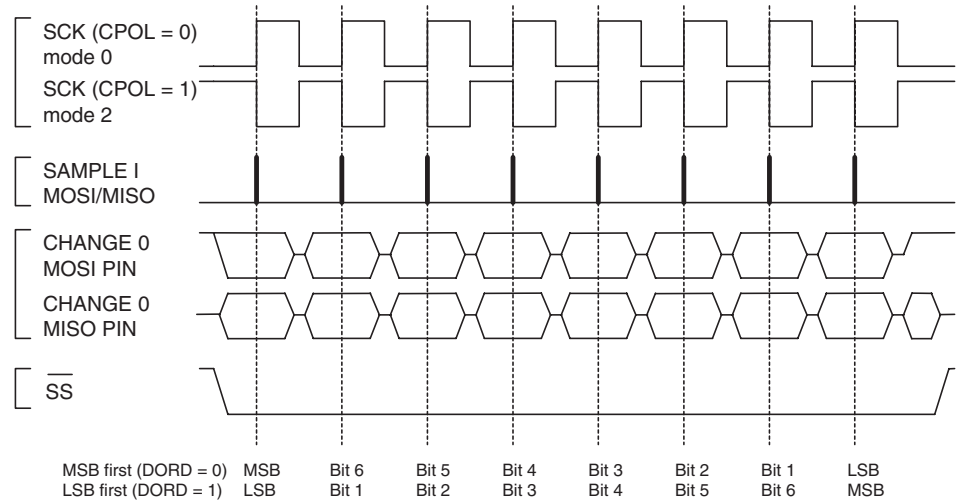 SCK (CPOL = 0)
mode 0
SCK (CPOL = 1)
mode 2
SAMPLE I
MOSI/MISO
CHANGE 0
MOSI PIN
CHANGE 0
MISO PIN
SS
MSB first (DORD = 0) MSB Bit 6 Bit 5 Bit 4 Bit 3 Bit 2 Bit 1 LSB
LSB first (DORD = 1) LSB Bit 1 Bit 2 Bit 3 Bit 4 Bit 5 Bit 6 MSB